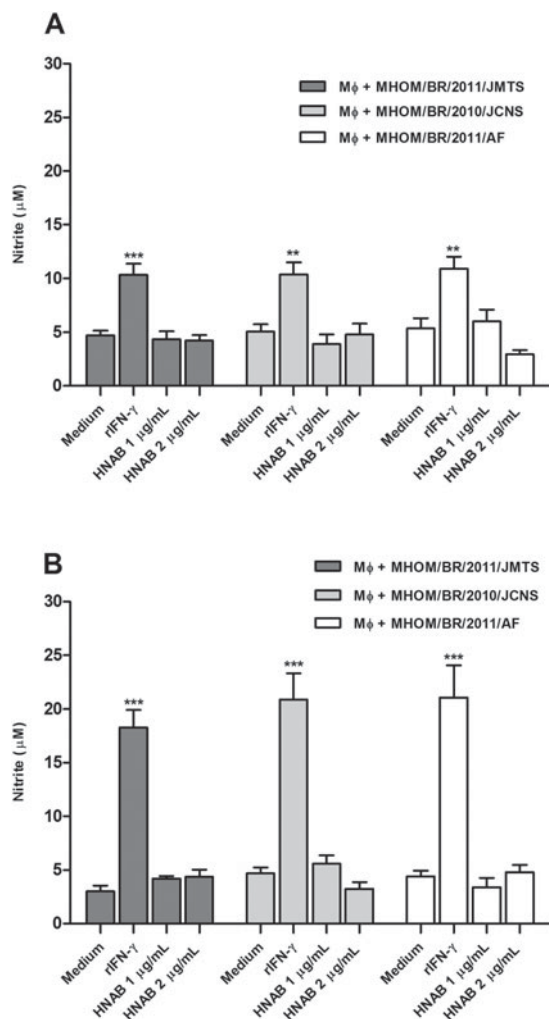 A
30
25
20
15
10
5
0
Nitrite (μM)
Mϕ + MHOM/BR/2011/JMTS
Mϕ + MHOM/BR/2010/JCNS
Mϕ + MHOM/BR/2011/AF
*** ** **
Medium rIFN-γ HNAB 1 μg/mL HNAB 2 μg/mL Medium rIFN-γ HNAB 1 μg/mL HNAB 2 μg/mL Medium rIFN-γ HNAB 1 μg/mL HNAB 2 μg/mL
B
30
25
20
15
10
5
0
Nitrite (μM)
Mϕ + MHOM/BR/2011/JMTS
Mϕ + MHOM/BR/2010/JCNS
Mϕ + MHOM/BR/2011/AF
*** *** ***
Medium rIFN-γ HNAB 1 μg/mL HNAB 2 μg/mL Medium rIFN-γ HNAB 1 μg/mL HNAB 2 μg/mL Medium rIFN-γ HNAB 1 μg/mL HNAB 2 μg/mL